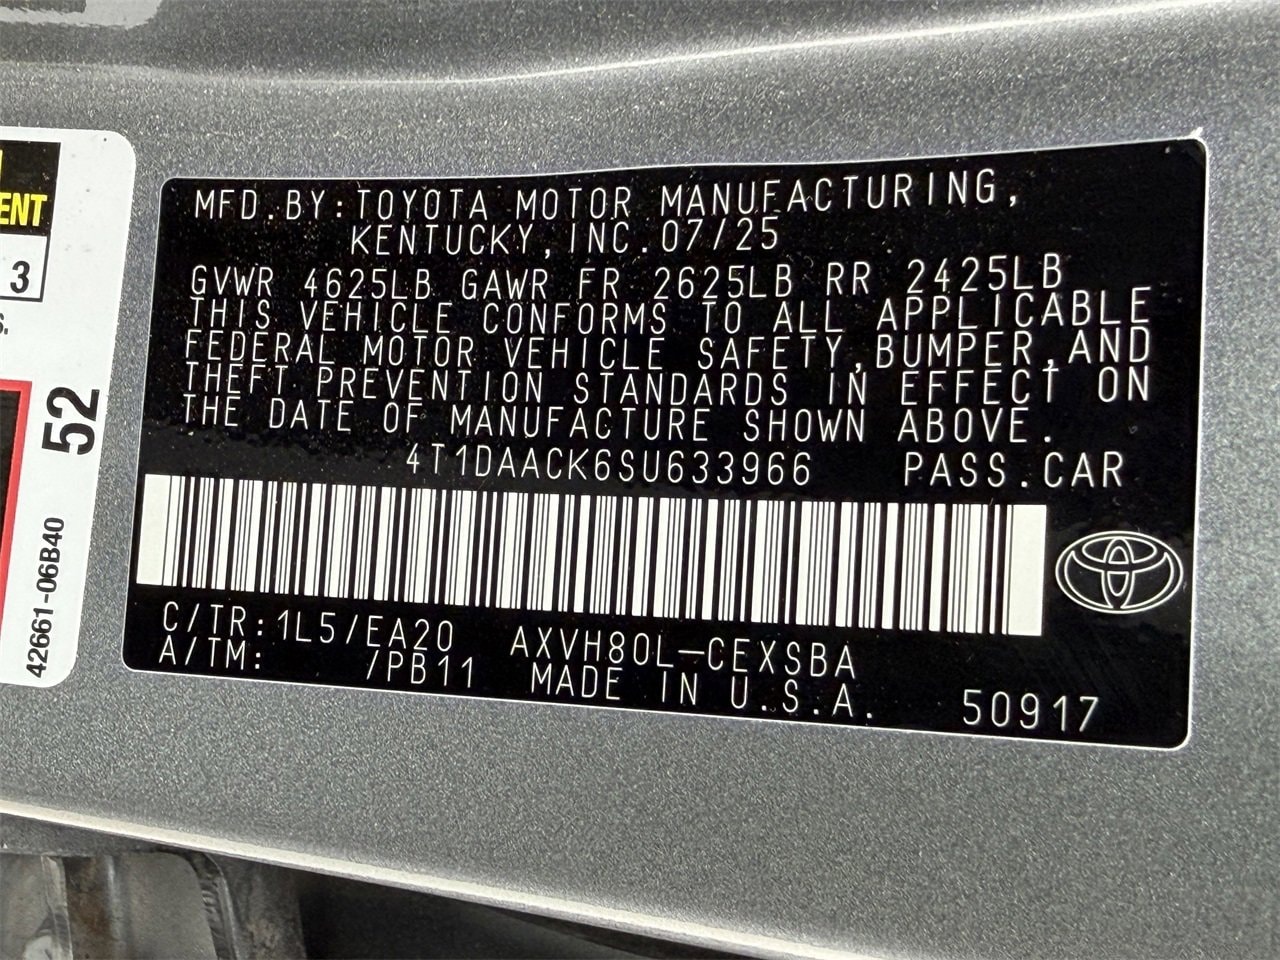 ENT
3
S.
52
42661-06B40
MFD.BY:TOYOTA MOTOR MANUFACTURING,
KENTUCKY,INC.07/25
GVWR 4625LB GAWR FR 2625LB RR 2425LB
THIS VEHICLE CONFORMS TO ALL APPLICABLE
FEDERAL MOTOR VEHICLE SAFETY,BUMPER,AND
THEFT PREVENTION STANDARDS IN EFFECT ON
THE DATE OF MANUFACTURE SHOWN ABOVE.
4T1DAACK6SU633966 PASS.CAR
C/TR:1L5/EA20 AXVH80L-CEXSBA
A/TM: /PB11 MADE IN U.S.A. 50917